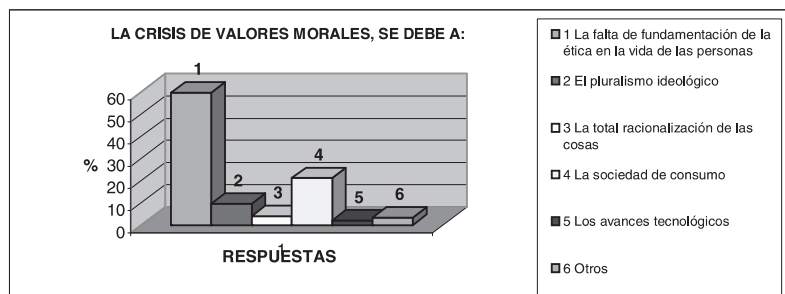 LA CRISIS DE VALORES MORALES, SE DEBE A:
60
50
40
30
20
10
0
%
1
2
3
4
5
6
1
RESPUESTAS
1 La falta de fundamentación de la
ética en la vida de las personas
2 El pluralismo ideológico
3 La total racionalización de las
cosas
4 La sociedad de consumo
5 Los avances tecnológicos
6 Otros